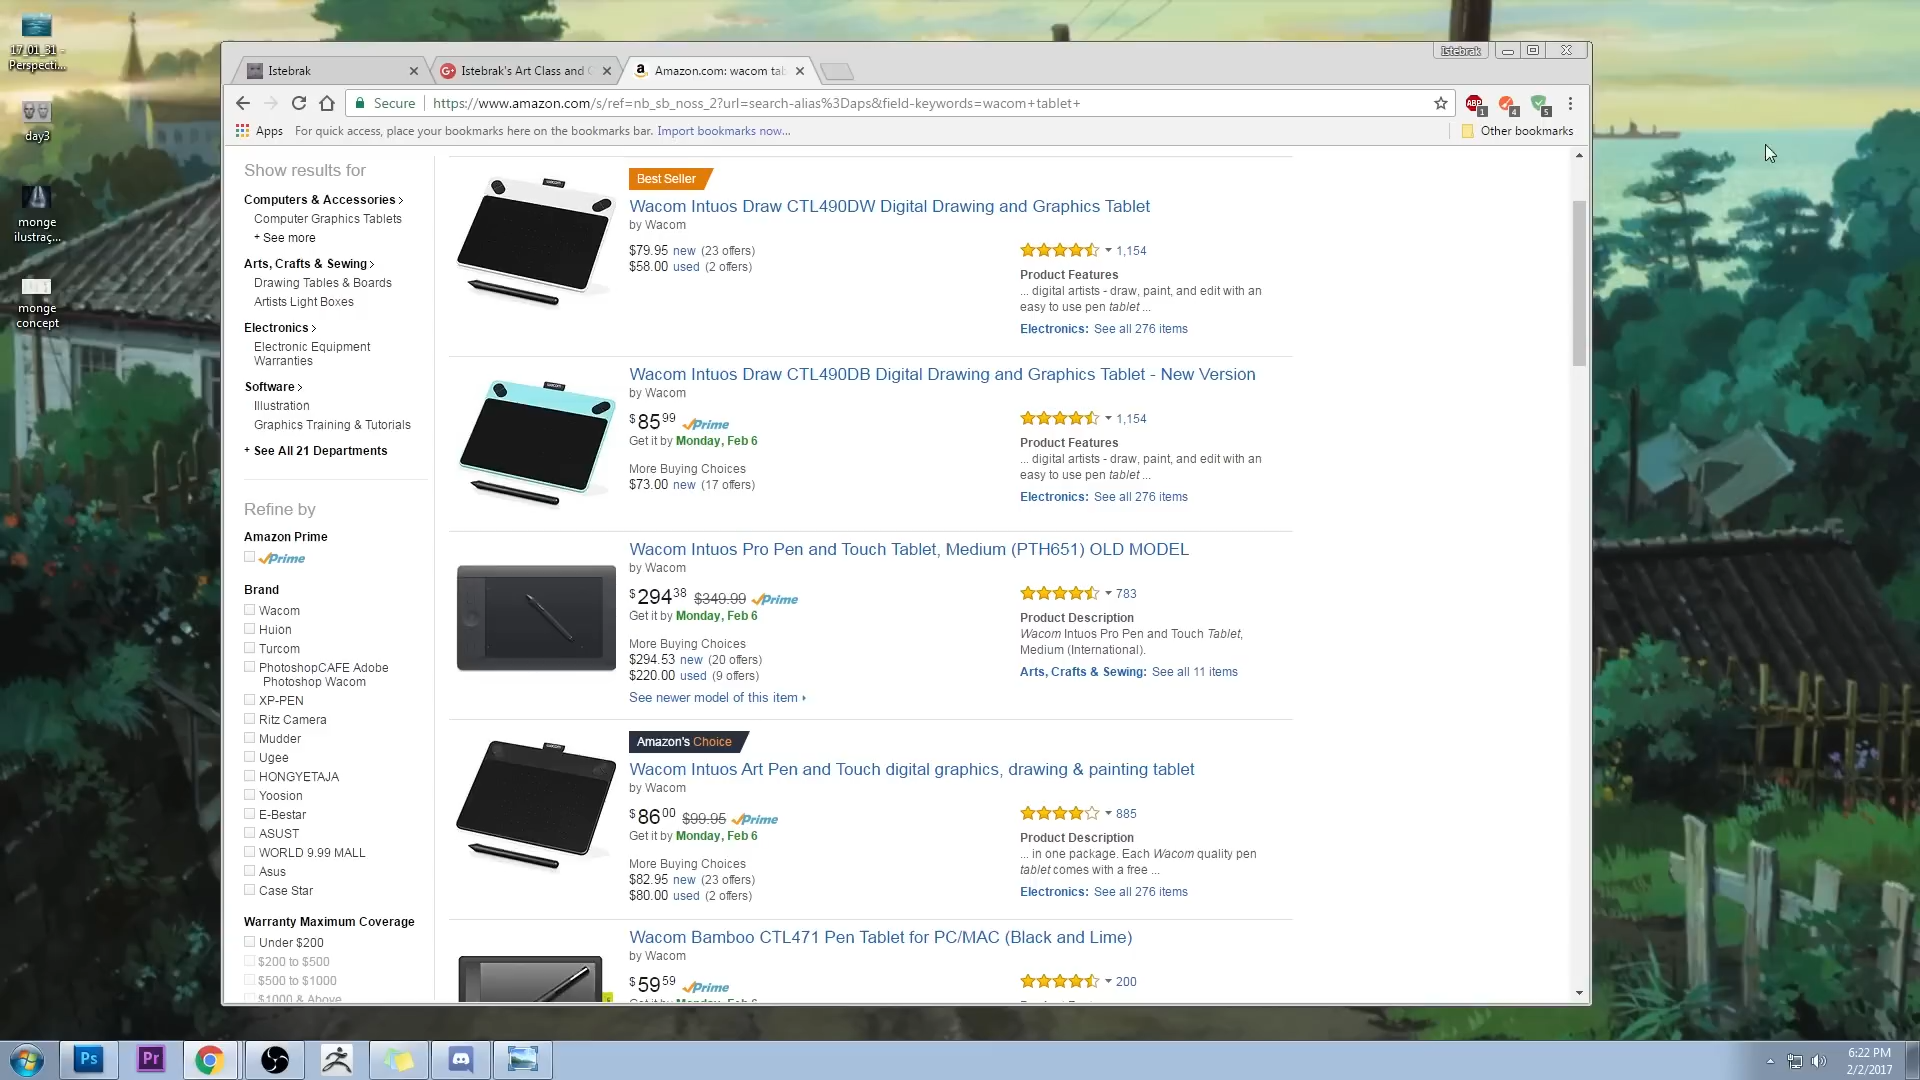 17_01_31 -
Perspecti...
day3
monge
ilustraç...
monge
concept
Istebrak
Istebrak
Istebrak's Art Class and C
Amazon.com: wacom tab
Secure
https://www.amazon.com/s/ref=nb_sb_noss_2?url=search-alias%3Daps&field-keywords=wacom+tablet+
ABP
1
4
5
Apps
For quick access, place your bookmarks here on the bookmarks bar. Import bookmarks now...
Other bookmarks
Show results for
Computers & Accessories
Computer Graphics Tablets
+ See more
Arts, Crafts & Sewing
Drawing Tables & Boards
Artists Light Boxes
Electronics
Electronic Equipment
Warranties
Software
Illustration
Graphics Training & Tutorials
+ See All 21 Departments
Refine by
Amazon Prime
Prime
Brand
Wacom
Huion
Turcom
PhotoshopCAFE Adobe
Photoshop Wacom
XP-PEN
Ritz Camera
Mudder
Ugee
HONGYETAJA
Yoosion
E-Bestar
ASUST
WORLD 9.99 MALL
Asus
Case Star
Warranty Maximum Coverage
Under $200
$200 to $500
$500 to $1000
$1000 & Above
Best Seller
Wacom Intuos Draw CTL490DW Digital Drawing and Graphics Tablet
by Wacom
$79.95 new (23 offers)
$58.00 used (2 offers)
1,154
Product Features
... digital artists - draw, paint, and edit with an
easy to use pen tablet ...
Electronics: See all 276 items
Wacom Intuos Draw CTL490DB Digital Drawing and Graphics Tablet - New Version
by Wacom
$85.99 Prime
Get it by Monday, Feb 6
More Buying Choices
$73.00 new (17 offers)
1,154
Product Features
... digital artists - draw, paint, and edit with an
easy to use pen tablet ...
Electronics: See all 276 items
Wacom Intuos Pro Pen and Touch Tablet, Medium (PTH651) OLD MODEL
by Wacom
$294.38 $349.99 Prime
Get it by Monday, Feb 6
More Buying Choices
$294.53 new (20 offers)
$220.00 used (9 offers)
See newer model of this item
783
Product Description
Wacom Intuos Pro Pen and Touch Tablet,
Medium (International).
Arts, Crafts & Sewing: See all 11 items
Amazon's Choice
Wacom Intuos Art Pen and Touch digital graphics, drawing & painting tablet
by Wacom
$86.00 $99.95 Prime
Get it by Monday, Feb 6
More Buying Choices
$82.95 new (23 offers)
$80.00 used (2 offers)
885
Product Description
... in one package. Each Wacom quality pen
tablet comes with a free ...
Electronics: See all 276 items
Wacom Bamboo CTL471 Pen Tablet for PC/MAC (Black and Lime)
by Wacom
$59.59 Prime
200
Ps
Pr
6:22 PM
2/2/2017